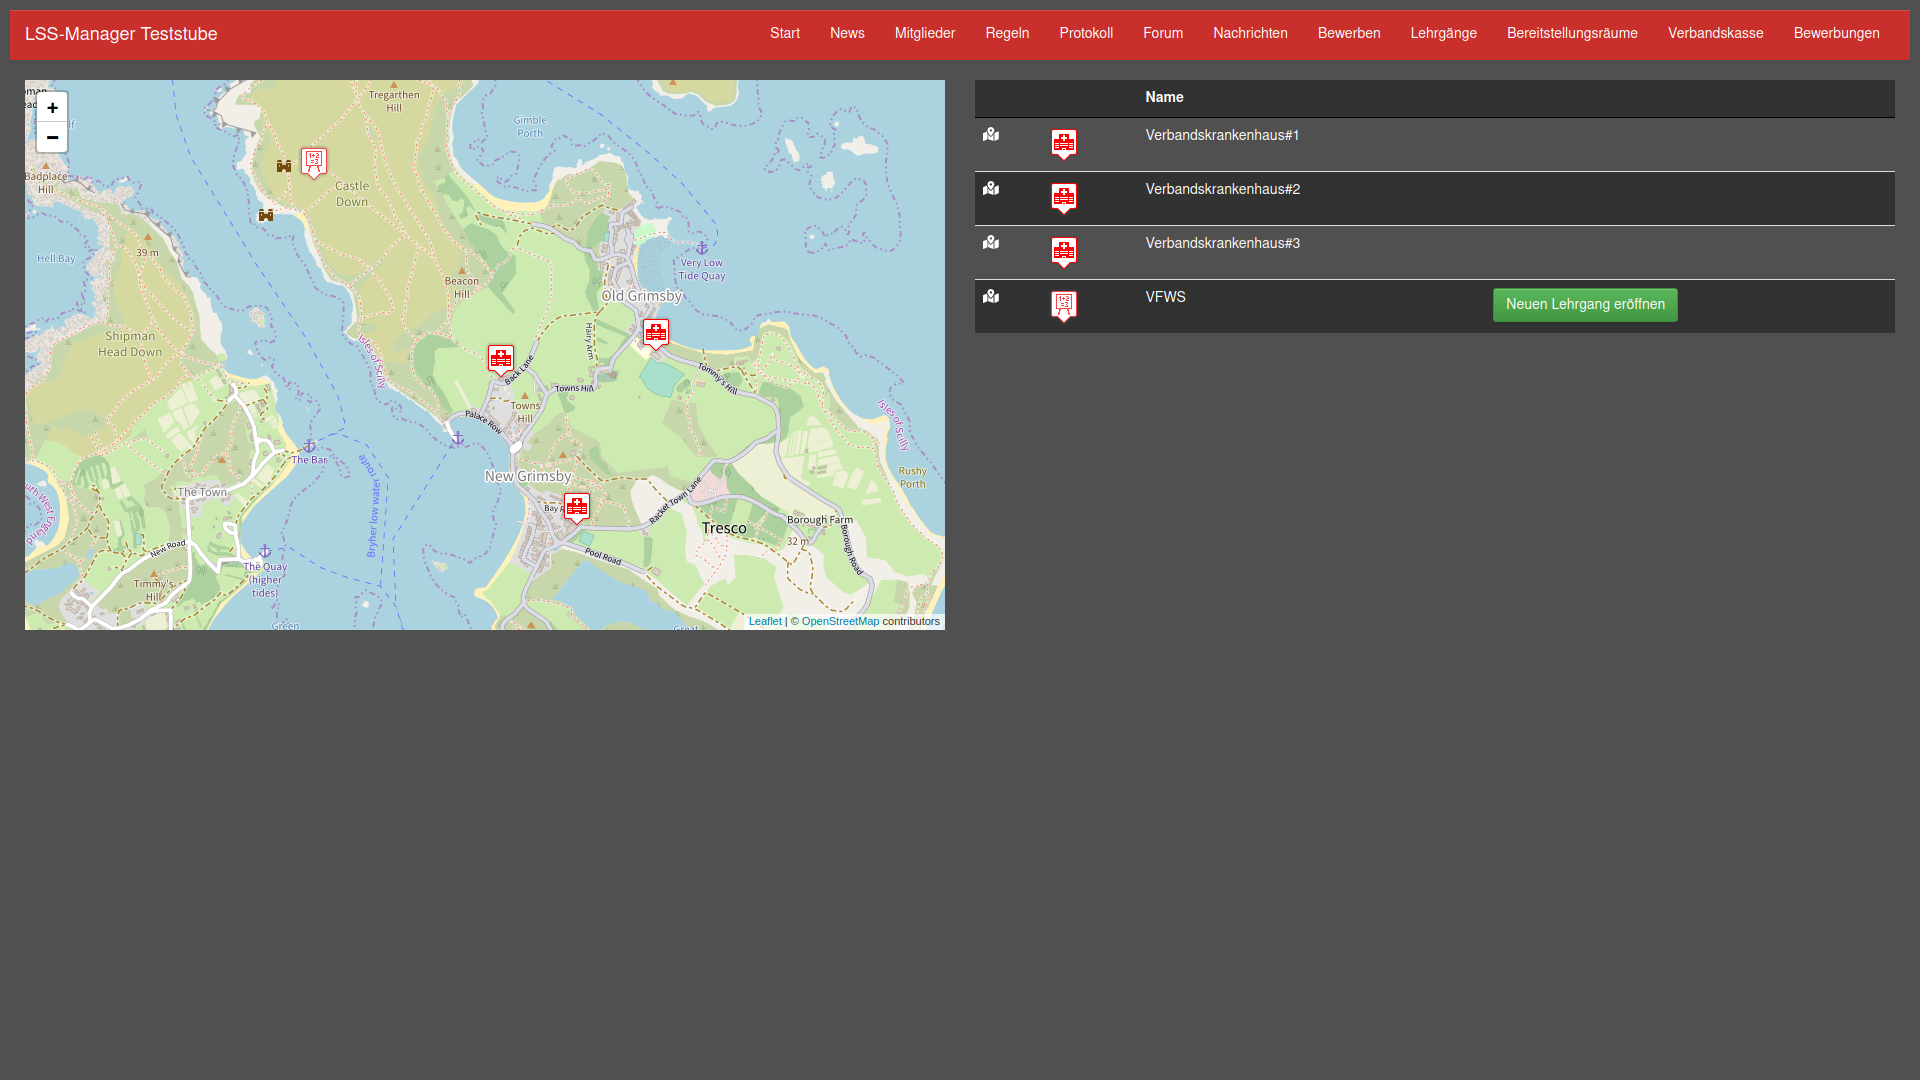 LSS-Manager Teststube
Start News Mitglieder Regeln Protokoll Forum Nachrichten Bewerben Lehrgänge Bereitstellungsräume Verbandskasse Bewerbungen
+
−
Tregarthen
Hill
Gimble
Porth
Badplace
Hill
Castle
Down
39 m
Hell Bay
Very Low
Tide Quay
Beacon
Hill
Old Grimsby
Shipman
Head Down
Isles of Scilly
Hairy Arm
Back Lane
Towns Hill
Tommy's Hill
Towns
Hill
Palace Row
Isles of Scilly
The Bar
New Grimsby
Rushy
Porth
The Town
Bryher low water route
Racket Town Lane
Bay
Tresco
Borough Farm
32 m
Borough Road
New Road
Pool Road
The Quay
(higher
tides)
Timmy's
Hill
Green
Great
Leaflet | © OpenStreetMap contributors
Name
Verbandskrankenhaus#1
Verbandskrankenhaus#2
Verbandskrankenhaus#3
VFWS Neuen Lehrgang eröffnen